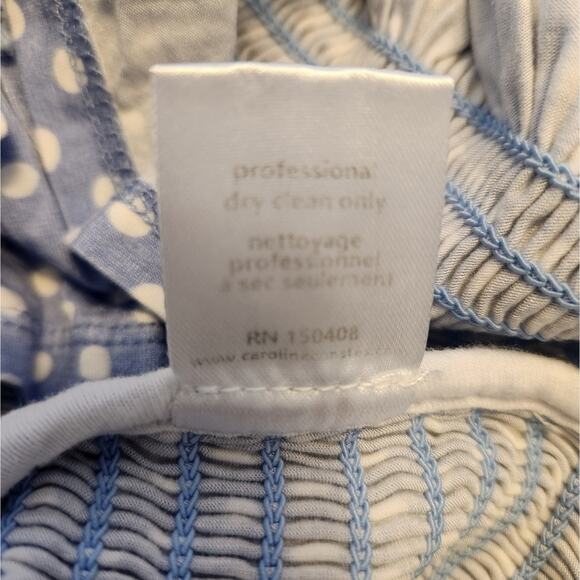 professional
dry clean only
nettoyage
professionnel
à sec seulement
RN 150408